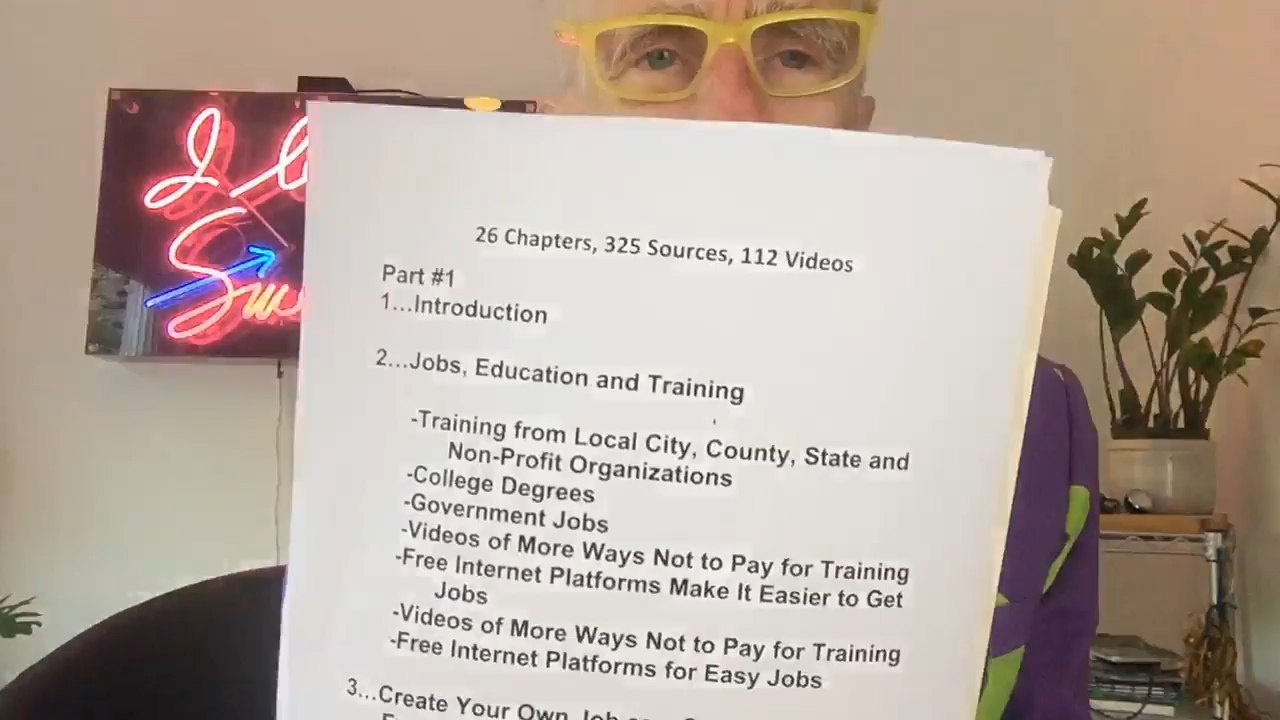 I
26 Chapters, 325 Sources, 112 Videos
Part #1
1...Introduction
2...Jobs, Education and Training
-Training from Local City, County, State and
Non-Profit Organizations
-College Degrees
-Government Jobs
-Videos of More Ways Not to Pay for Training
-Free Internet Platforms Make It Easier to Get
Jobs
-Videos of More Ways Not to Pay for Training
-Free Internet Platforms for Easy Jobs
3...Create Your Own Job